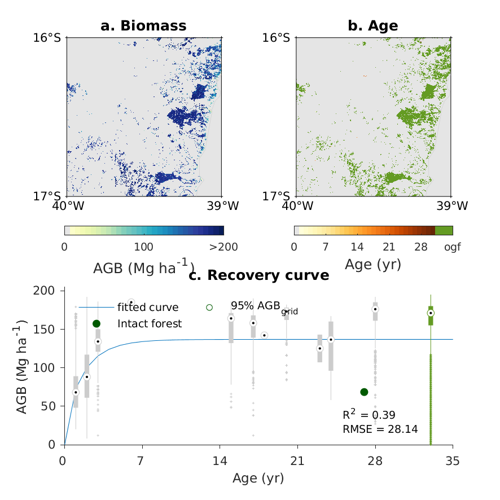 a. Biomass
b. Age
16°S
17°S
40°W
39°W
16°S
17°S
40°W
39°W
0
100
>200
AGB (Mg ha-1)
0
7
14
21
28
ogf
Age (yr)
c. Recovery curve
200
150
100
50
0
AGB (Mg ha-1)
fitted curve
95% AGBgrid
Intact forest
R2 = 0.39
RMSE = 28.14
0
7
14
21
28
35
Age (yr)